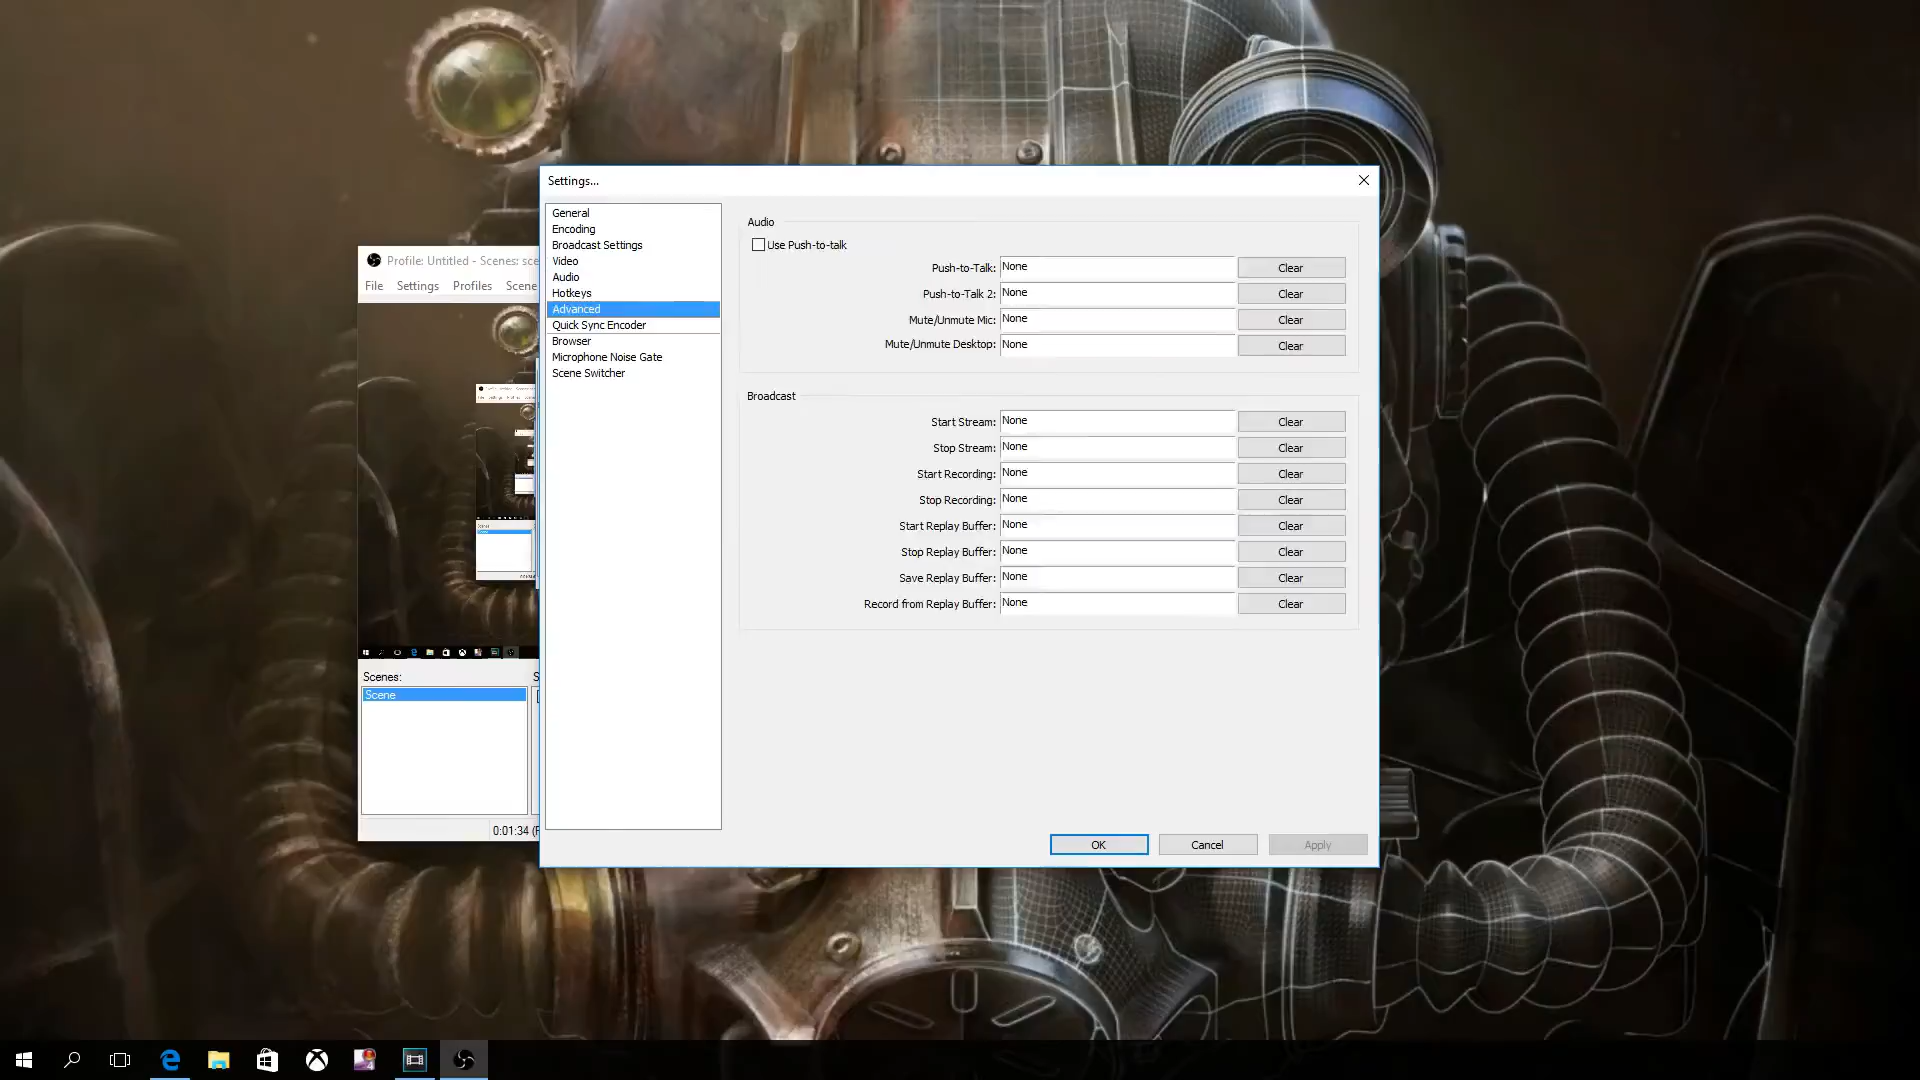 Settings...
General
Encoding
Broadcast Settings
Video
Audio
Hotkeys
Advanced
Quick Sync Encoder
Browser
Microphone Noise Gate
Scene Switcher
Audio
Use Push-to-talk
Push-to-Talk: None Clear
Push-to-Talk 2: None Clear
Mute/Unmute Mic: None Clear
Mute/Unmute Desktop: None Clear
Broadcast
Start Stream: None Clear
Stop Stream: None Clear
Start Recording: None Clear
Stop Recording: None Clear
Start Replay Buffer: None Clear
Stop Replay Buffer: None Clear
Save Replay Buffer: None Clear
Record from Replay Buffer: None Clear
OK Cancel Apply
Profile: Untitled - Scenes: sce
File Settings Profiles Scene
Scenes:
Scene
0:01:34